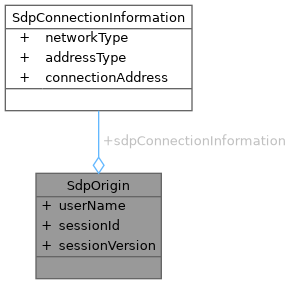 SdpConnectionInformation
+ networkType
+ addressType
+ connectionAddress
+sdpConnectionInformation
SdpOrigin
+ userName
+ sessionId
+ sessionVersion